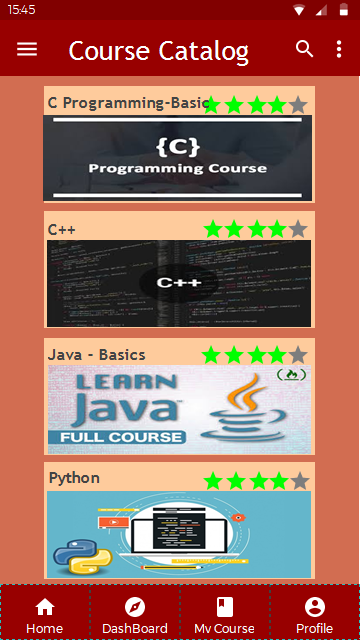 15:45
Course Catalog
C Programming-Basic
{C}
Programming Course
C++
C++
Java - Basics
LEARN
Java™
FULL COURSE
Python
Home DashBoard My Course Profile